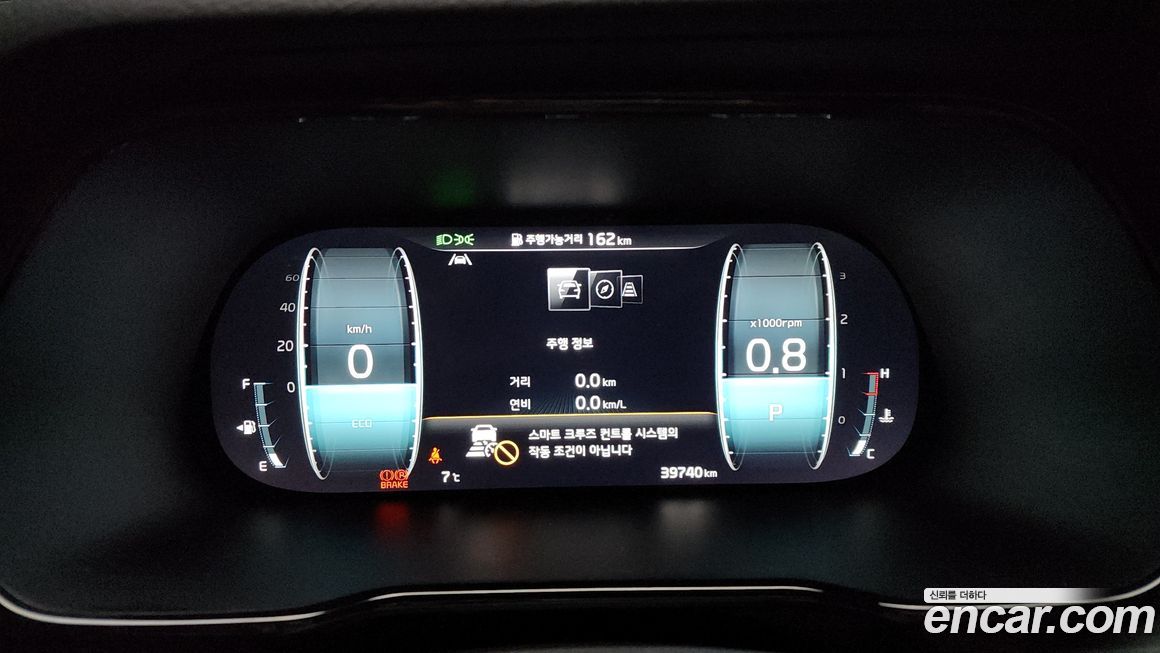 주행가능거리 162 km
60
40
20
0
km/h
0
ECO
F
E
주행 정보
거리 0.0 km
연비 0.0 km/L
스마트 크루즈 컨트롤 시스템의
작동 조건이 아닙니다
BRAKE
7℃
39740 km
x1000rpm
0.8
P
3
2
1
0
H
C
신뢰를 더하다
encar.com